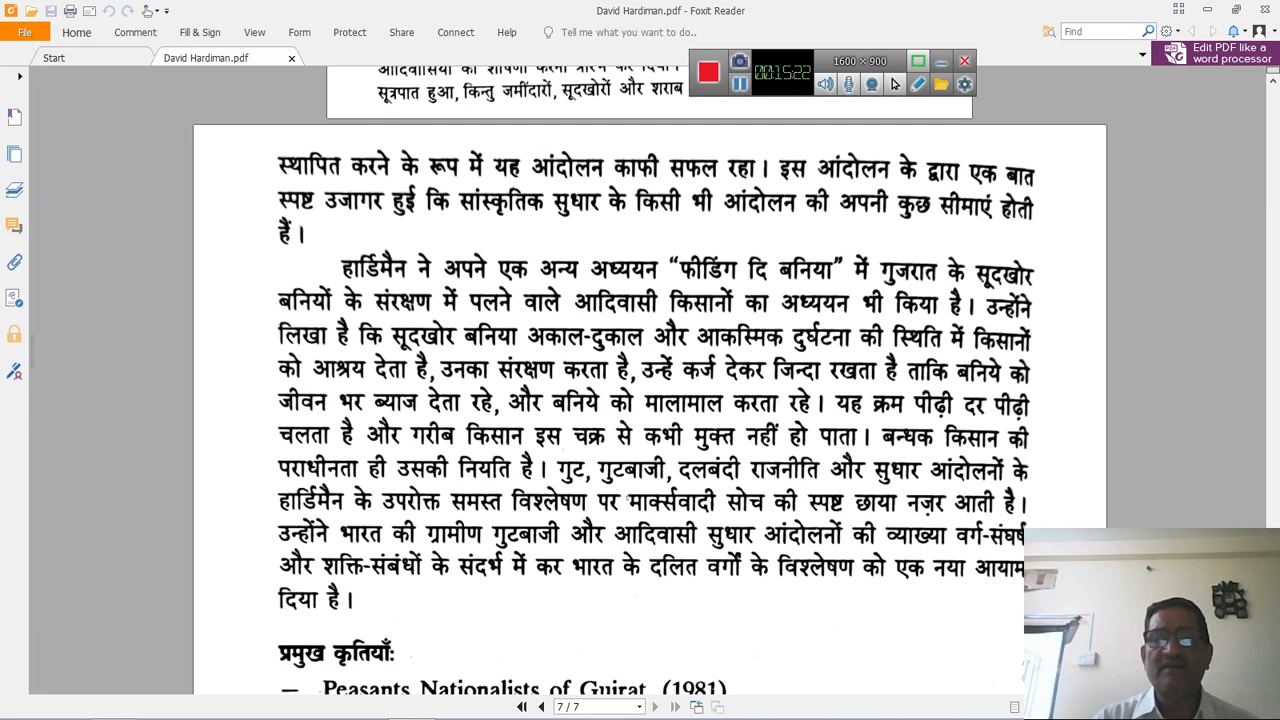 David Hardiman.pdf - Foxit Reader
File Home Comment Fill & Sign View Form Protect Share Connect Help Tell me what you want to do.. Find
Start David Hardiman.pdf
00:15:22
1600 × 900
Edit PDF like a
word processor
सूत्रपात हुआ, किन्तु जमींदारों, सूदखोरों और शराब
स्थापित करने के रूप में यह आंदोलन काफी सफल रहा। इस आंदोलन के द्वारा एक बात
स्पष्ट उजागर हुई कि सांस्कृतिक सुधार के किसी भी आंदोलन की अपनी कुछ सीमाएं होती
हैं।
हार्डिमैन ने अपने एक अन्य अध्ययन “फीडिंग दि बनिया” में गुजरात के सूदखोर
बनियों के संरक्षण में पलने वाले आदिवासी किसानों का अध्ययन भी किया है। उन्होंने
लिखा है कि सूदखोर बनिया अकाल-दुकाल और आकस्मिक दुर्घटना की स्थिति में किसानों
को आश्रय देता है, उनका संरक्षण करता है, उन्हें कर्ज देकर जिन्दा रखता है ताकि बनिये को
जीवन भर ब्याज देता रहे, और बनिये को मालामाल करता रहे। यह क्रम पीढ़ी दर पीढ़ी
चलता है और गरीब किसान इस चक्र से कभी मुक्त नहीं हो पाता। बन्धक किसान की
पराधीनता ही उसकी नियति है। गुट, गुटबाजी, दलबंदी राजनीति और सुधार आंदोलनों के
हार्डिमैन के उपरोक्त समस्त विश्लेषण पर मार्क्सवादी सोच की स्पष्ट छाया नज़र आती है।
उन्होंने भारत की ग्रामीण गुटबाजी और आदिवासी सुधार आंदोलनों की व्याख्या वर्ग-संघर्ष
और शक्ति-संबंधों के संदर्भ में कर भारत के दलित वर्गों के विश्लेषण को एक नया आयाम
दिया है।
प्रमुख कृतियाँ:
– Peasants Nationalists of Gujrat, (1981)
7 / 7